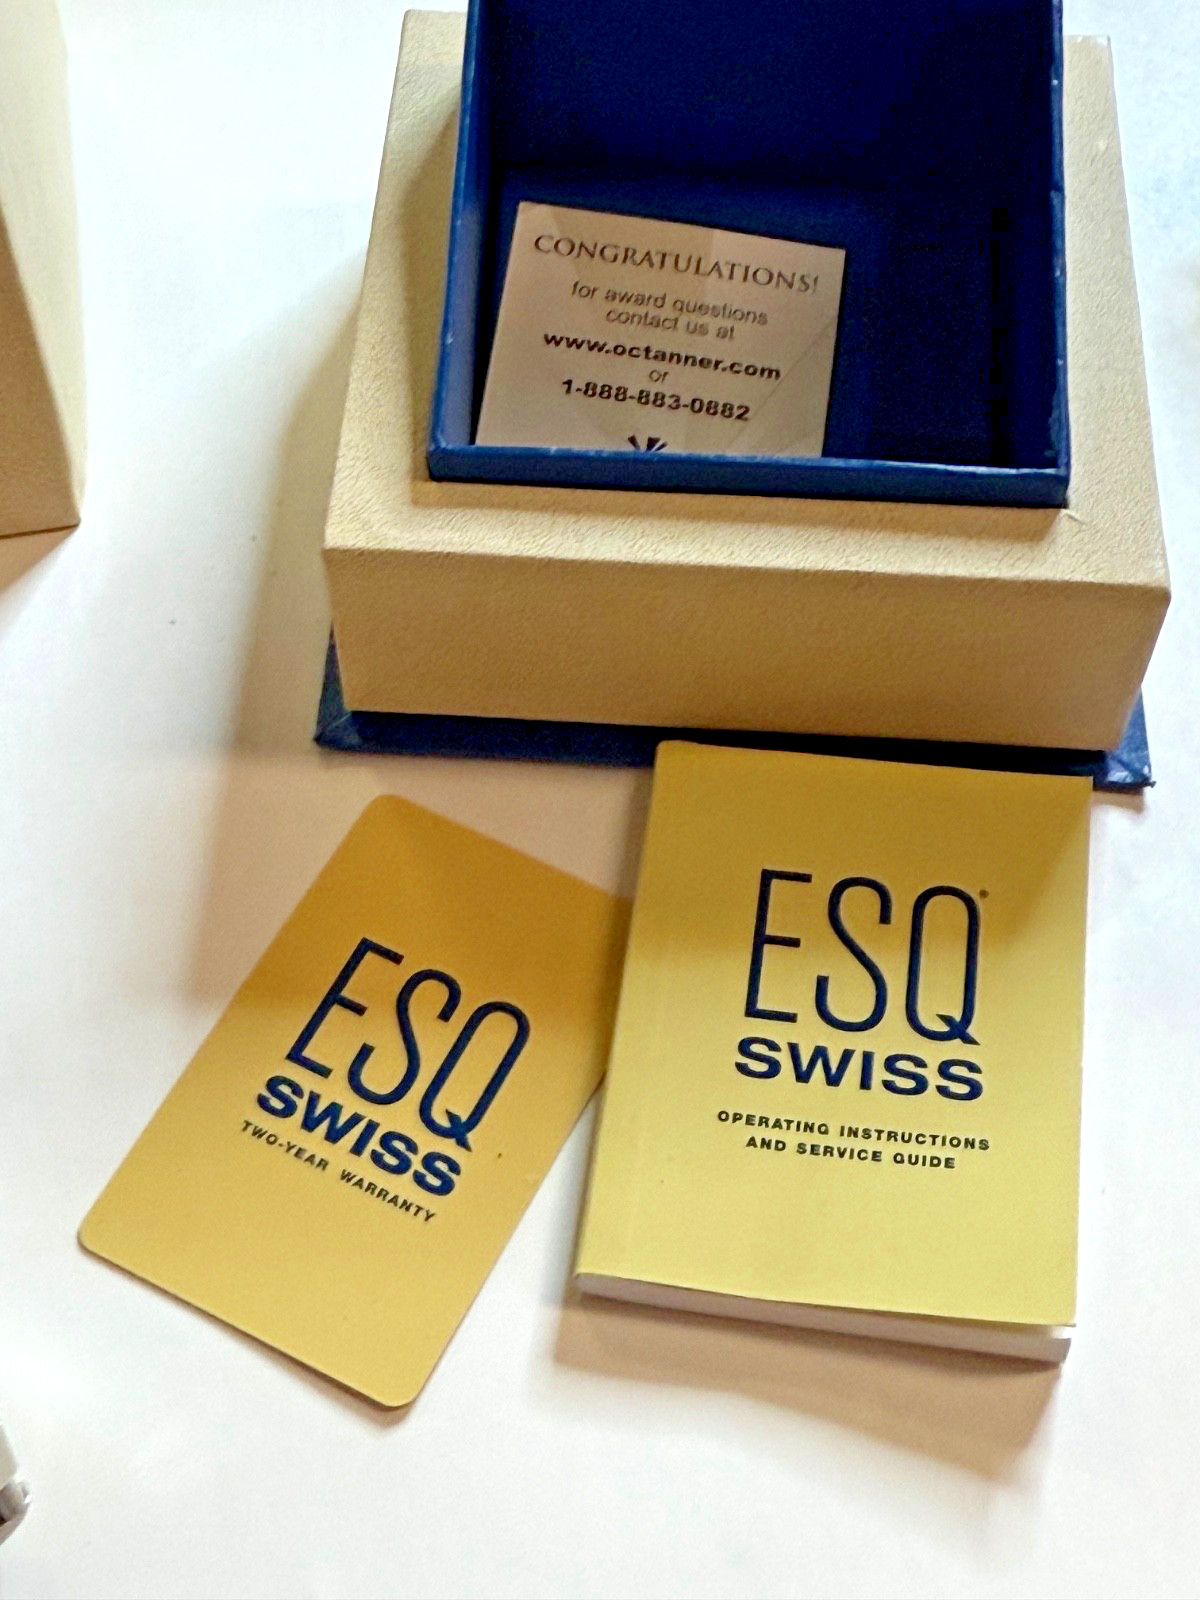 CONGRATULATIONS!
for award questions
contact us at
www.octanner.com
or
1-888-883-0882
ESQ
SWISS
TWO-YEAR WARRANTY
ESQ
SWISS
OPERATING INSTRUCTIONS
AND SERVICE GUIDE